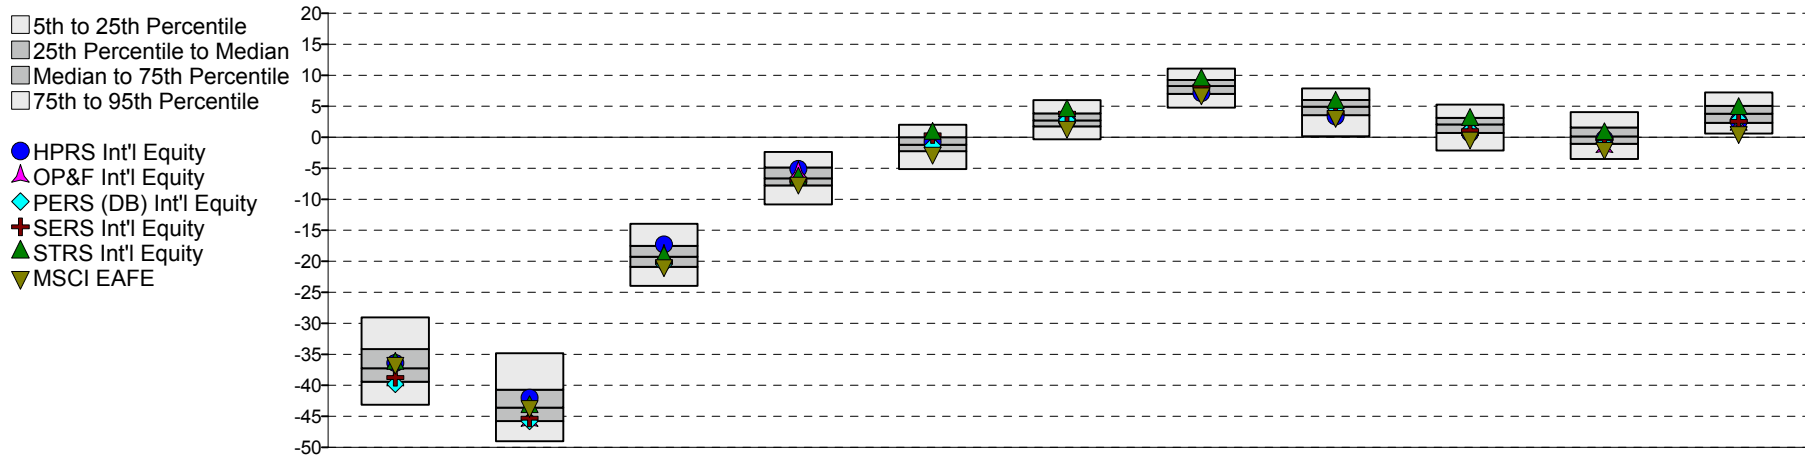 5th to 25th Percentile
25th Percentile to Median
Median to 75th Percentile
75th to 95th Percentile
HPRS Int'l Equity
OP&F Int'l Equity
PERS (DB) Int'l Equity
SERS Int'l Equity
STRS Int'l Equity
MSCI EAFE
20
15
10
5
0
-5
-10
-15
-20
-25
-30
-35
-40
-45
-50